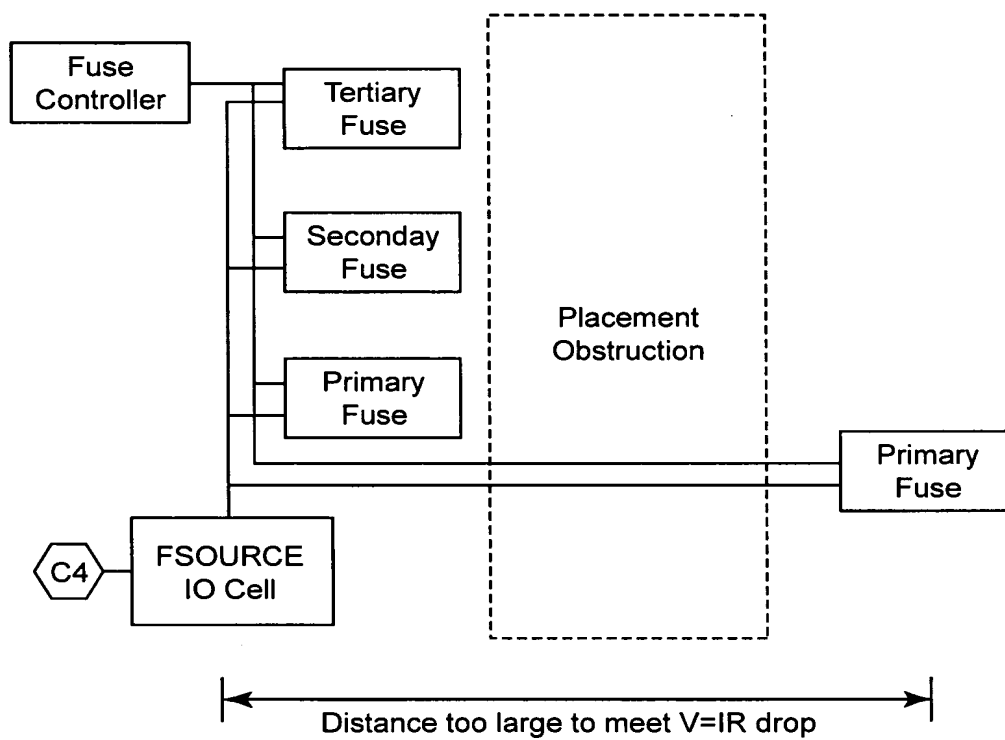 Fuse
Controller
Tertiary
Fuse
Seconday
Fuse
Placement
Obstruction
Primary
Fuse
Primary
Fuse
C4
FSOURCE
IO Cell
Distance too large to meet V=IR drop